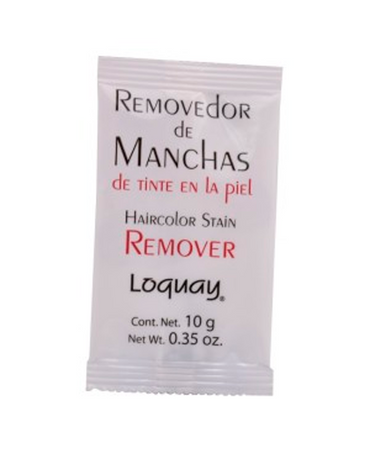 Removedor
de
Manchas
de tinte en la piel
Haircolor Stain
Remover
Loquay®
Cont. Net. 10 g
Net Wt. 0.35 oz.